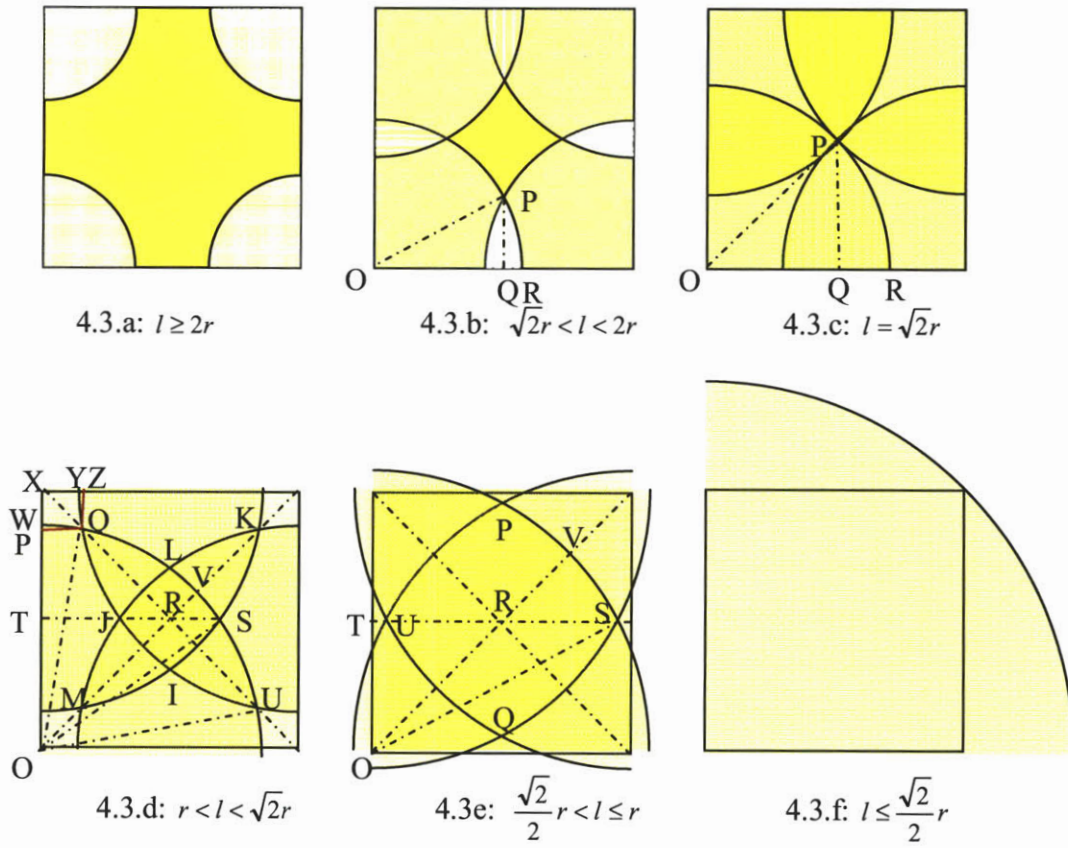 P
O
Q R
4.3.a: l ≥ 2r
4.3.b: √2r < l < 2r
P
O
Q
R
4.3.c: l = √2r
X
Y Z
W
Q
K
P
L
V
R
T
J
S
M
I
U
O
4.3.d: r < l < √2r
P
V
R
T
U
S
Q
O
4.3e: √2/2 r < l ≤ r
4.3.f: l ≤ √2/2 r